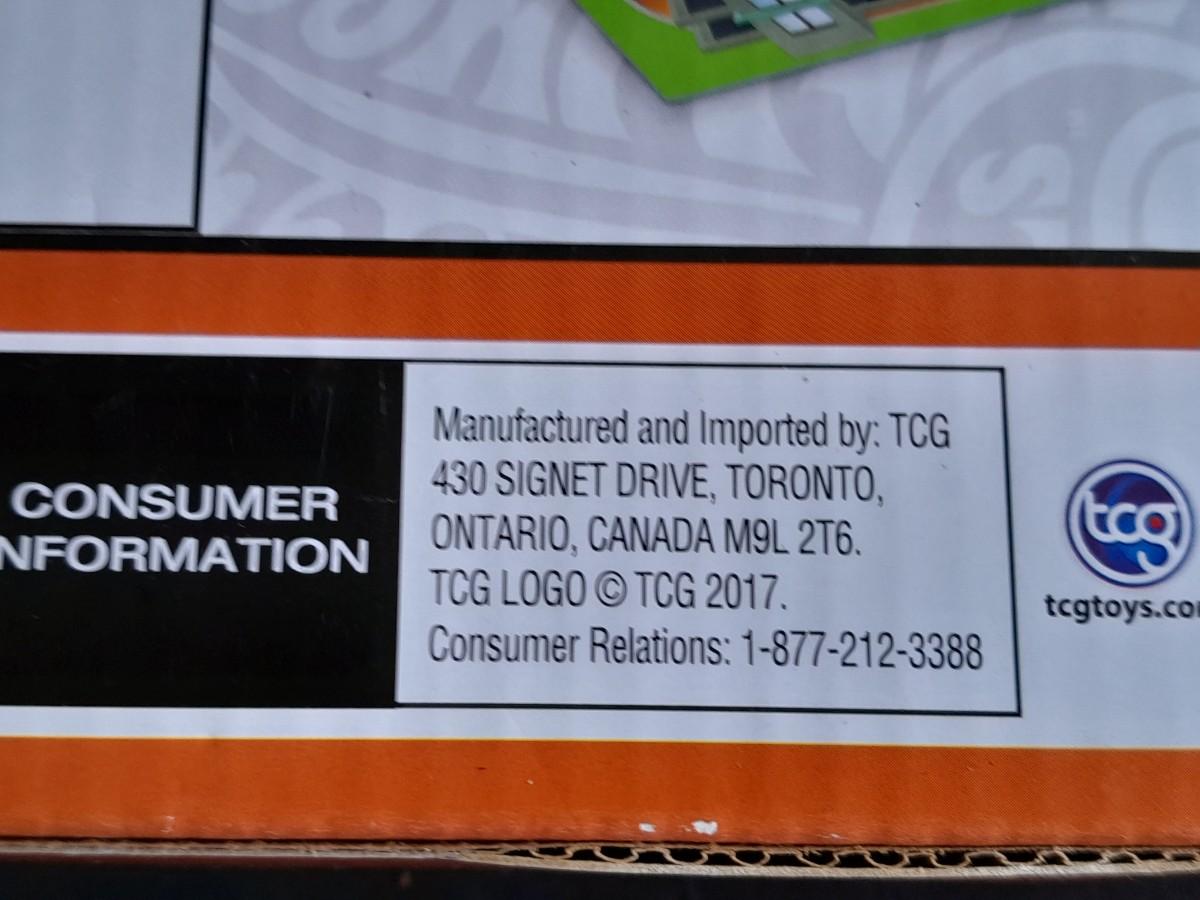 CONSUMER
NFORMATION
Manufactured and Imported by: TCG
430 SIGNET DRIVE, TORONTO,
ONTARIO, CANADA M9L 2T6.
TCG LOGO © TCG 2017.
Consumer Relations: 1-877-212-3388
tcg
tcgtoys.co